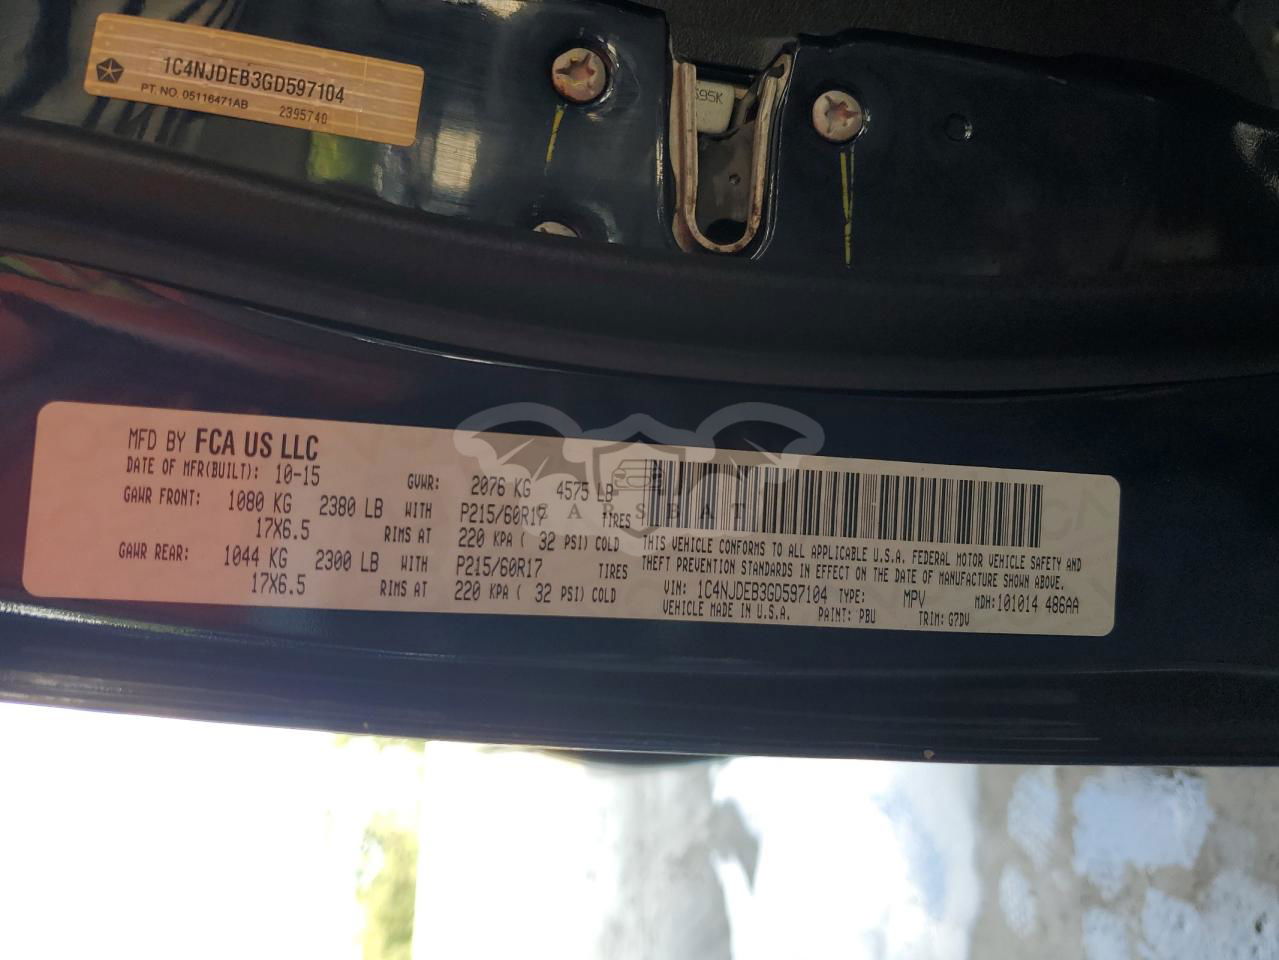 1C4NJDEB3GD597104
PT. NO. 05116471AB 2395740
S95K
MFD BY FCA US LLC
DATE OF MFR(BUILT): 10-15 GVWR: 2076 KG 4575 LB
GAWR FRONT: 1080 KG 2380 LB WITH P215/60R17 TIRES
17X6.5 RIMS AT 220 KPA ( 32 PSI) COLD
GAWR REAR: 1044 KG 2300 LB WITH P215/60R17 TIRES
17X6.5 RIMS AT 220 KPA ( 32 PSI) COLD
THIS VEHICLE CONFORMS TO ALL APPLICABLE U.S.A. FEDERAL MOTOR VEHICLE SAFETY AND
THEFT PREVENTION STANDARDS IN EFFECT ON THE DATE OF MANUFACTURE SHOWN ABOVE.
VIN: 1C4NJDEB3GD597104 TYPE: MPV MDH:101014 486AA
VEHICLE MADE IN U.S.A. PAINT: PBU TRIM: G7DV
CARSBAT